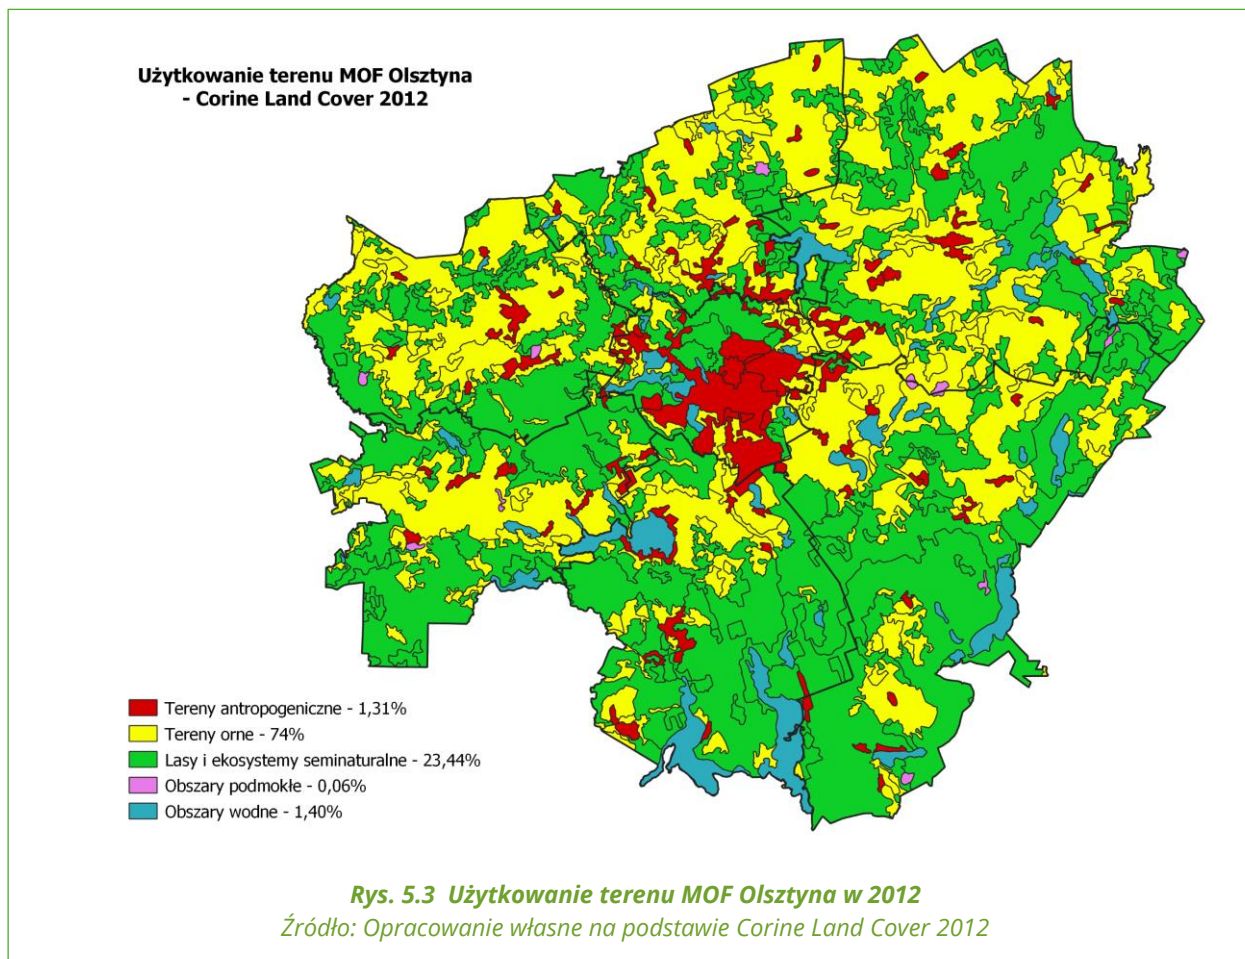 Użytkowanie terenu MOF Olsztyna
- Corine Land Cover 2012
Tereny antropogeniczne - 1,31%
Tereny orne - 74%
Lasy i ekosystemy seminaturalne - 23,44%
Obszary podmokłe - 0,06%
Obszary wodne - 1,40%
Rys. 5.3 Użytkowanie terenu MOF Olsztyna w 2012
Źródło: Opracowanie własne na podstawie Corine Land Cover 2012